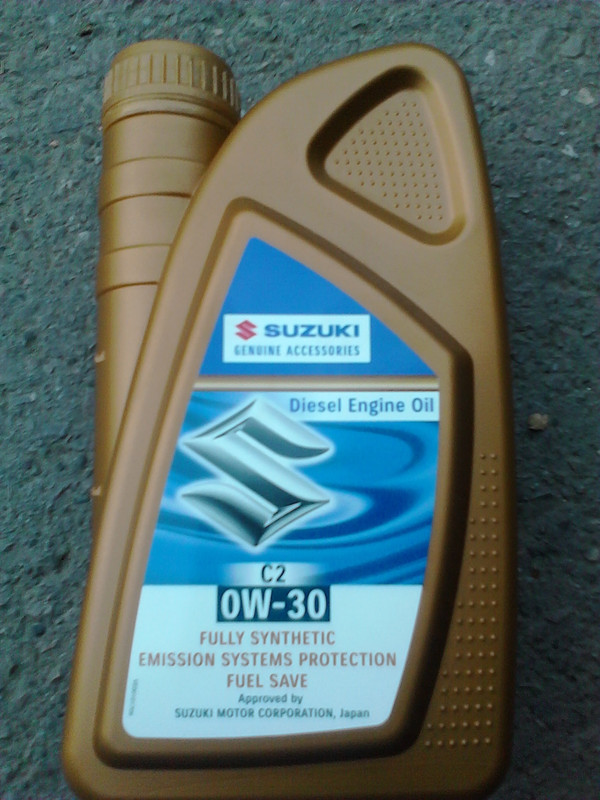 SUZUKI
GENUINE ACCESSORIES
Diesel Engine Oil
C2
0W-30
FULLY SYNTHETIC
EMISSION SYSTEMS PROTECTION
FUEL SAVE
Approved by
SUZUKI MOTOR CORPORATION, Japan